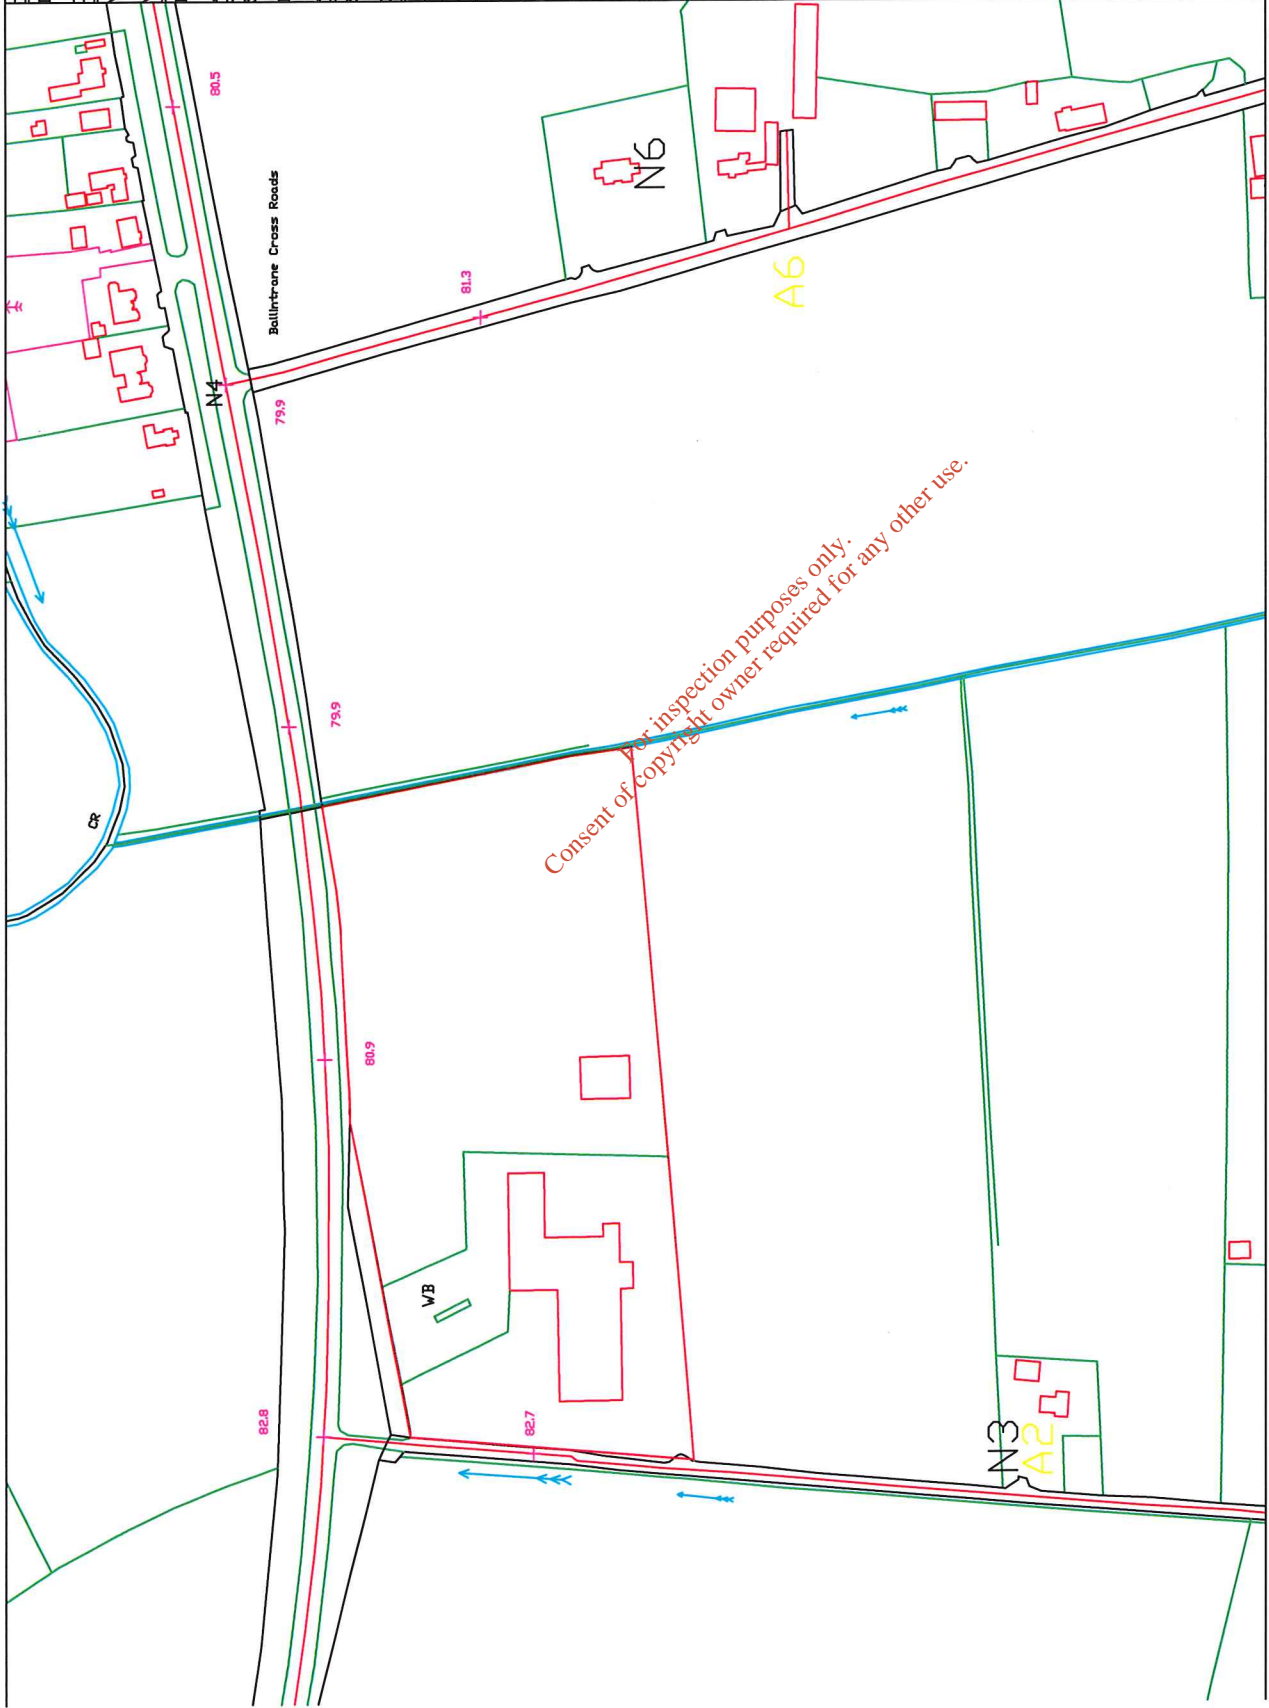 80.5
Ballintrane Cross Roads
N6
81.3
A6
N4
79.9
For inspection purposes only.
Consent of copyright owner required for any other use.
79.9
CR
80.9
WB
82.8
82.7
N3
A2